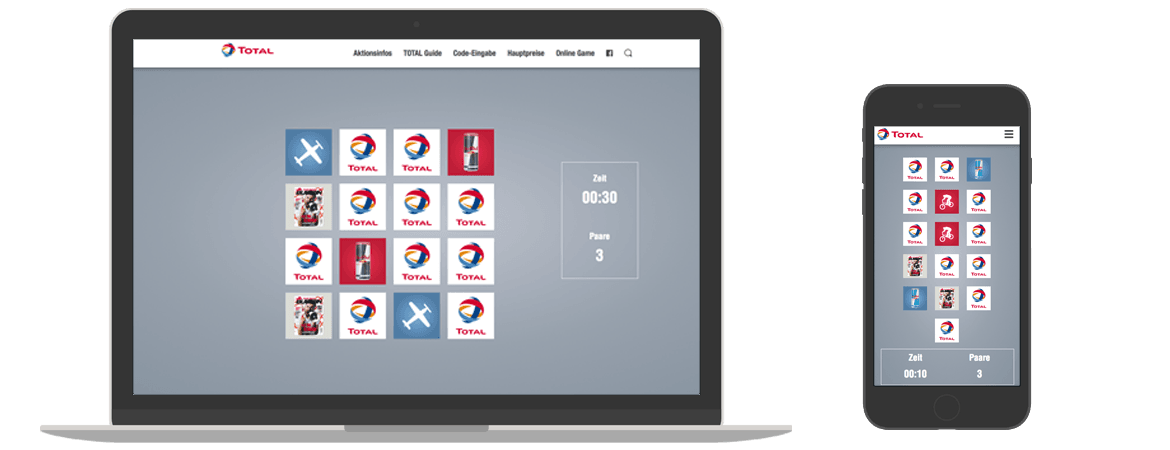 TOTAL
Aktionsinfos TOTAL Guide Code-Eingabe Hauptpreise Online Game
TOTAL TOTAL
Zeit
00:30
TOTAL TOTAL TOTAL
Paare
3
TOTAL TOTAL TOTAL
TOTAL TOTAL
TOTAL
TOTAL TOTAL
TOTAL TOTAL
TOTAL TOTAL
TOTAL TOTAL
TOTAL
TOTAL
Zeit Paare
00:10 3